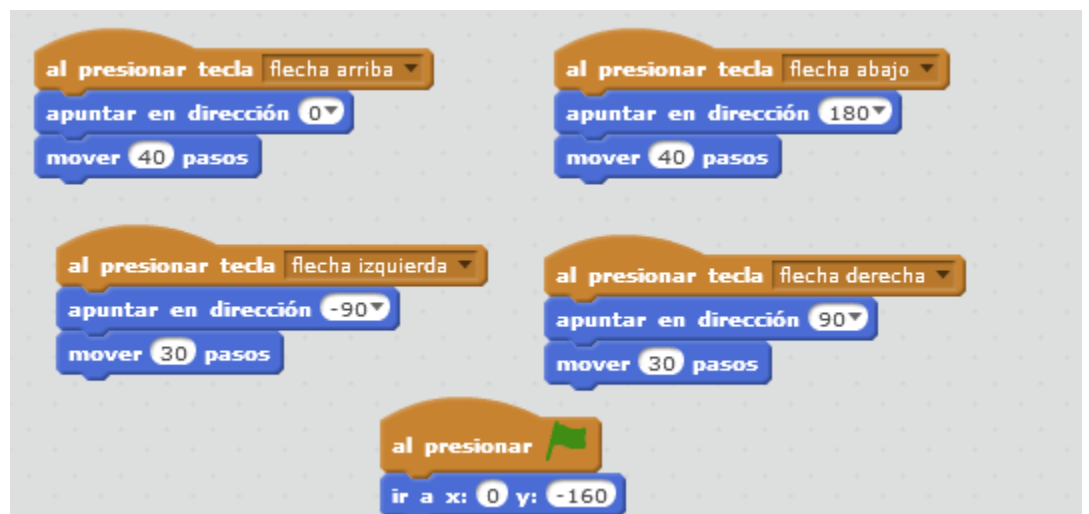 al presionar tecla flecha arriba
apuntar en dirección 0
mover 40 pasos
al presionar tecla flecha abajo
apuntar en dirección 180
mover 40 pasos
al presionar tecla flecha izquierda
apuntar en dirección -90
mover 30 pasos
al presionar tecla flecha derecha
apuntar en dirección 90
mover 30 pasos
al presionar
ir a x: 0 y: -160